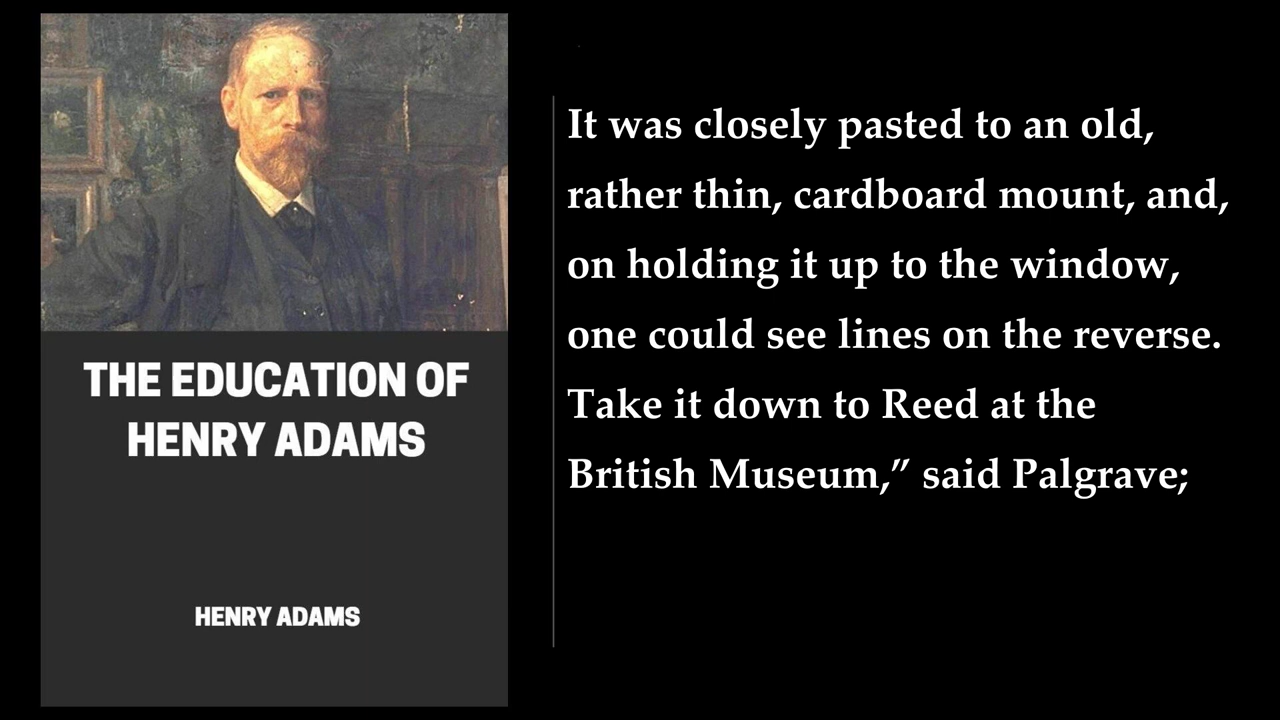 THE EDUCATION OF
HENRY ADAMS
HENRY ADAMS
It was closely pasted to an old,
rather thin, cardboard mount, and,
on holding it up to the window,
one could see lines on the reverse.
Take it down to Reed at the
British Museum,” said Palgrave;